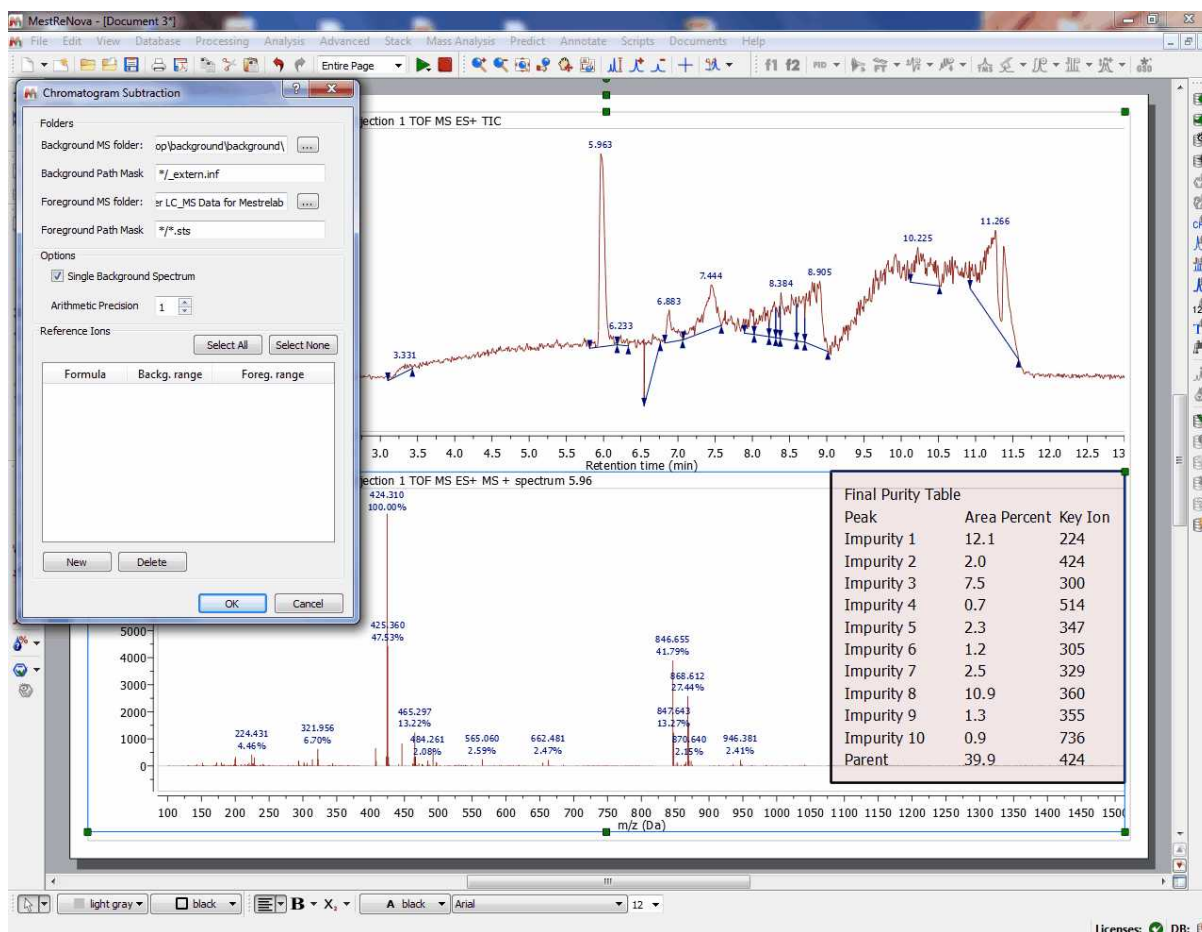 MestReNova - [Document 3*]
File Edit View Database Processing Analysis Advanced Stack Mass Analysis Predict Annotate Scripts Documents Help
Entire Page
f1 f2
Chromatogram Subtraction
Folders
Background MS folder: op\background\background\ ...
Background Path Mask */_extern.inf
Foreground MS folder: er LC_MS Data for Mestrelab ...
Foreground Path Mask */*.sts
Options
Single Background Spectrum
Arithmetic Precision 1
Reference Ions
Select All Select None
Formula Backg. range Foreg. range
New Delete
OK Cancel
ection 1 TOF MS ES+ TIC
5.963
11.266
10.225
8.905
8.384
7.444
6.883
6.233
3.331
3.0 3.5 4.0 4.5 5.0 5.5 6.0 6.5 7.0 7.5 8.0 8.5 9.0 9.5 10.0 10.5 11.0 11.5 12.0 12.5 13
Retention time (min)
ection 1 TOF MS ES+ MS + spectrum 5.96
424.310
100.00%
425.360
47.53%
846.655
41.79%
868.612
27.44%
847.643
13.27%
465.297
13.22%
321.956
6.70%
224.431
4.46%
484.261
2.08%
565.060
2.59%
662.481
2.47%
870.640
2.15%
946.381
2.41%
5000
4000
3000
2000
1000
0
100 150 200 250 300 350 400 450 500 550 600 650 700 750 800 850 900 950 1000 1050 1100 1150 1200 1250 1300 1350 1400 1450 1500
m/z (Da)
Final Purity Table
Peak Area Percent Key Ion
Impurity 1 12.1 224
Impurity 2 2.0 424
Impurity 3 7.5 300
Impurity 4 0.7 514
Impurity 5 2.3 347
Impurity 6 1.2 305
Impurity 7 2.5 329
Impurity 8 10.9 360
Impurity 9 1.3 355
Impurity 10 0.9 736
Parent 39.9 424
light gray black B X₂ A black Arial 12
Licenses: DB: